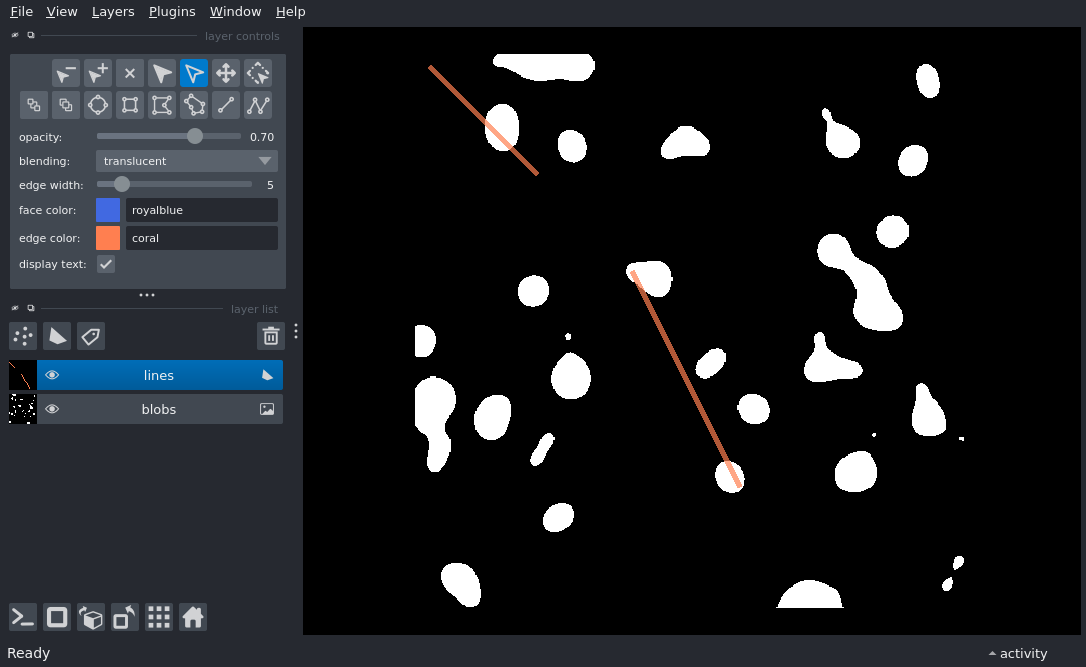 File View Layers Plugins Window Help
layer controls
opacity: 0.70
blending: translucent
edge width: 5
face color: royalblue
edge color: coral
display text:
layer list
lines
blobs
Ready
activity